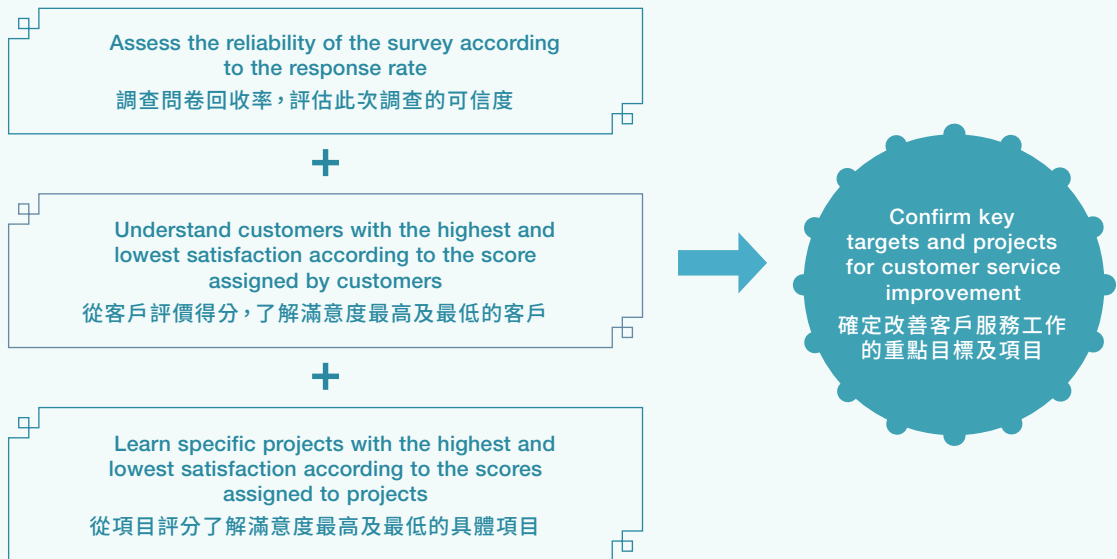 Assess the reliability of the survey according
to the response rate
調查問卷回收率，評估此次調查的可信度
+
Understand customers with the highest and
lowest satisfaction according to the score
assigned by customers
從客戶評價得分，了解滿意度最高及最低的客戶
+
Learn specific projects with the highest and
lowest satisfaction according to the scores
assigned to projects
從項目評分了解滿意度最高及最低的具體項目
Confirm key
targets and projects
for customer service
improvement
確定改善客戶服務工作
的重點目標及項目